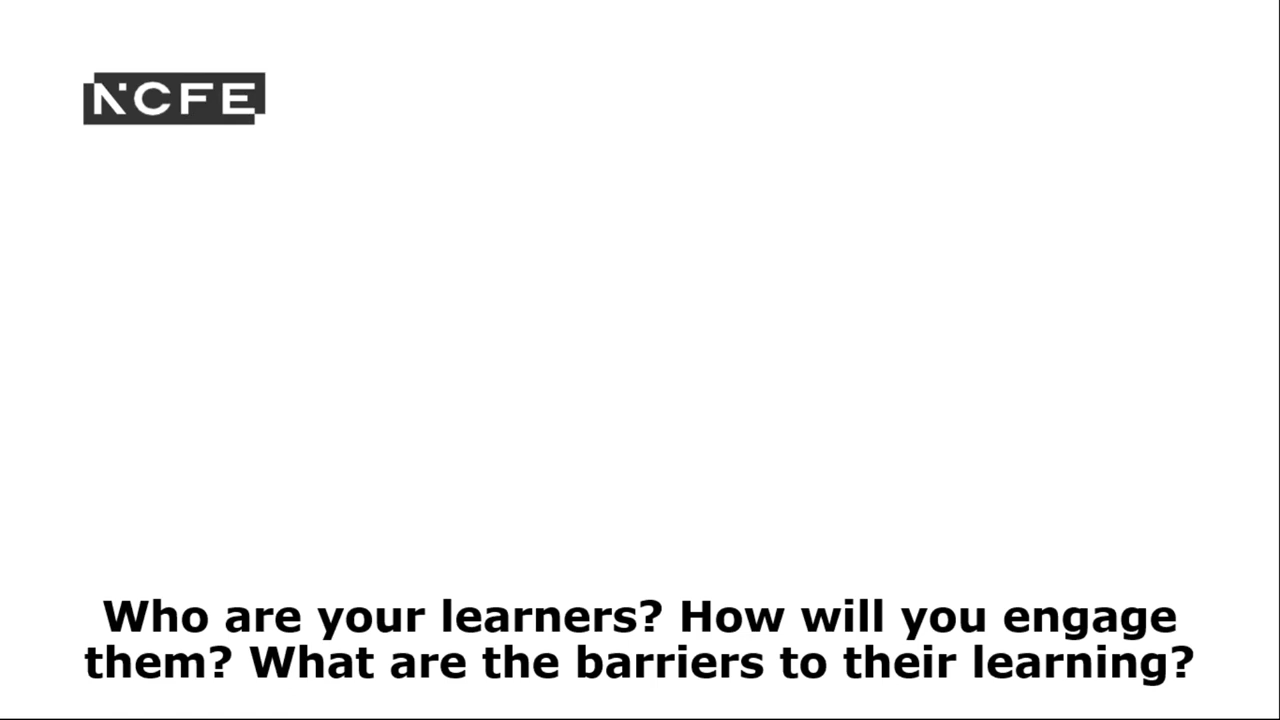 NCFE
Who are your learners? How will you engage
them? What are the barriers to their learning?